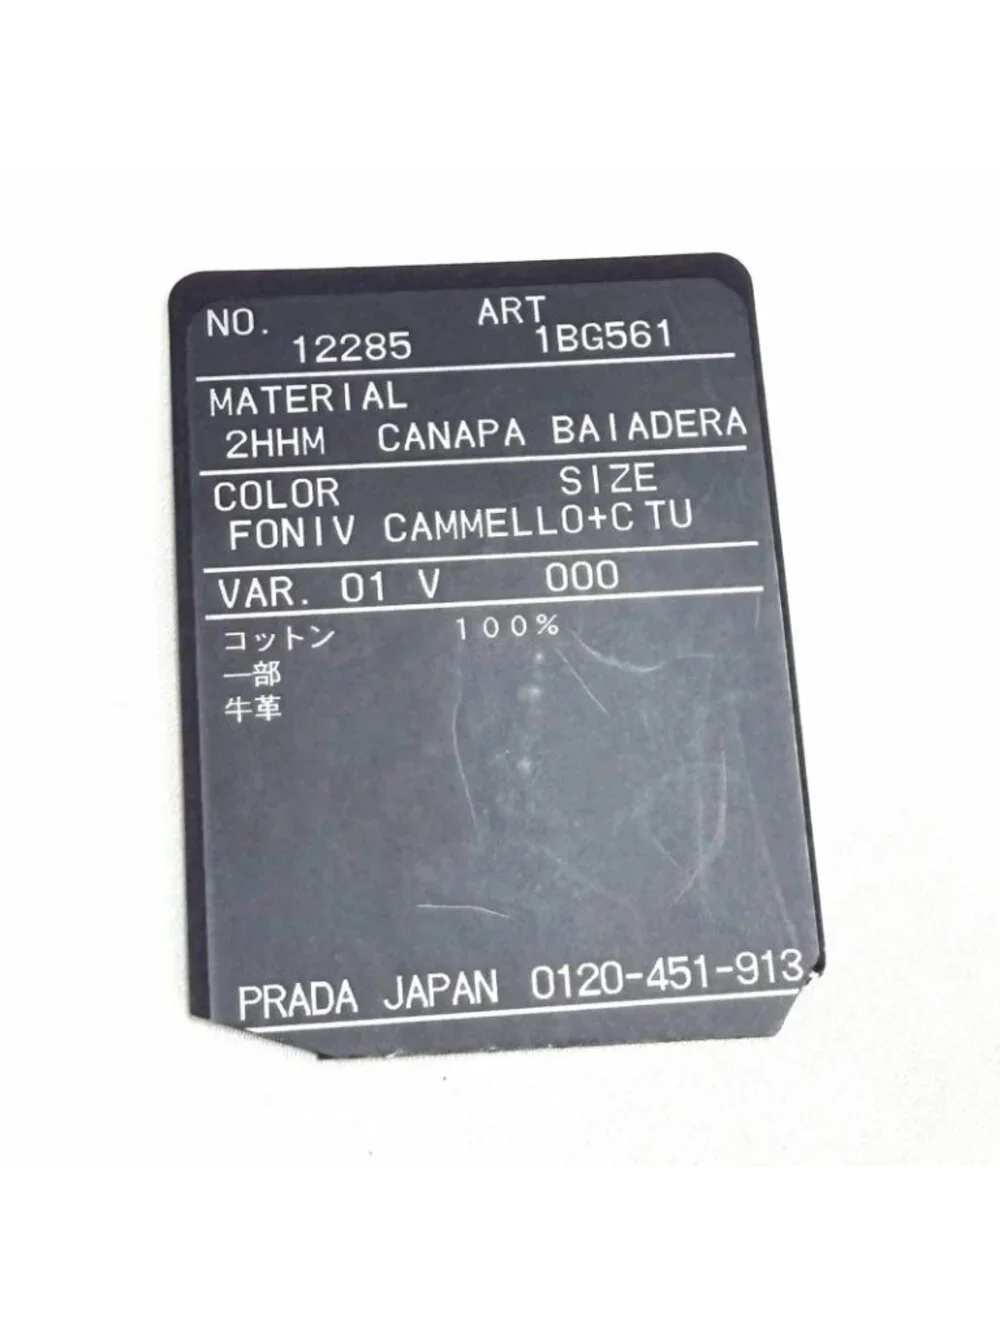 NO. ART
12285 1BG561
MATERIAL
2HHM CANAPA BAIADERA
COLOR SIZE
F0NIV CAMMELLO+C TU
VAR. 01 V 000
コットン 100%
一部
牛革
PRADA JAPAN 0120-451-913